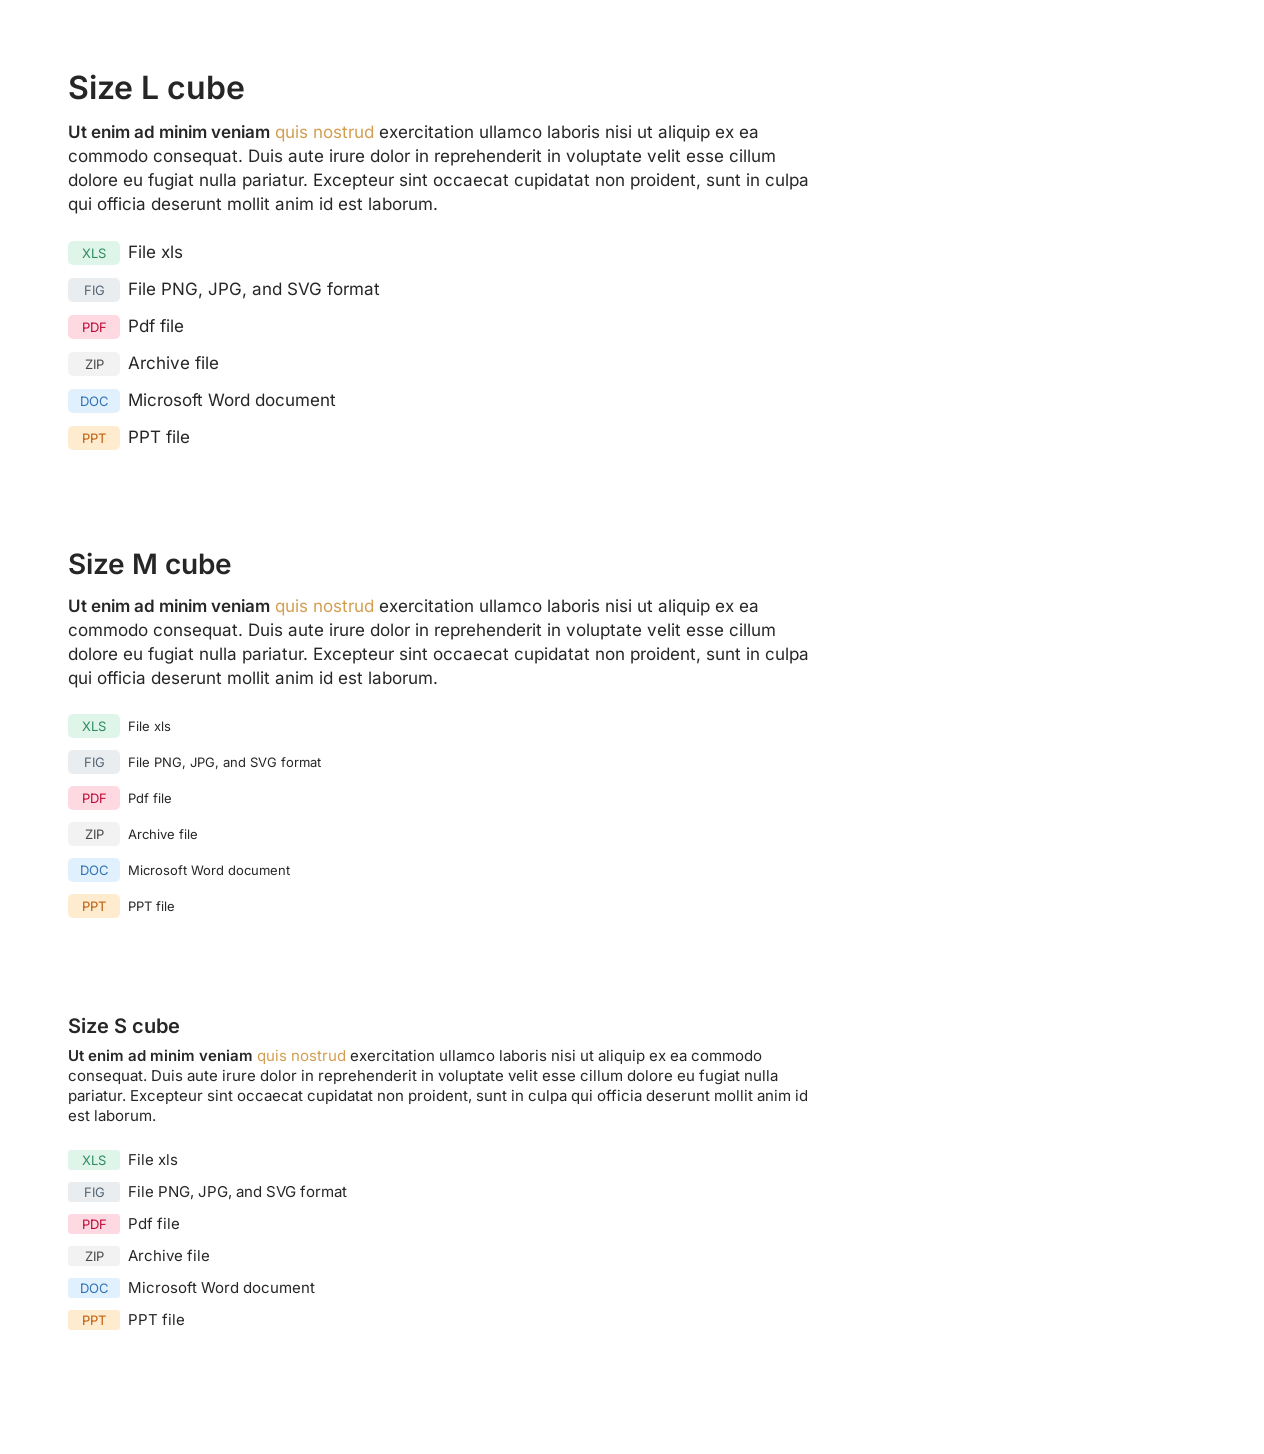 Size L cube
Ut enim ad minim veniam quis nostrud exercitation ullamco laboris nisi ut aliquip ex ea
commodo consequat. Duis aute irure dolor in reprehenderit in voluptate velit esse cillum
dolore eu fugiat nulla pariatur. Excepteur sint occaecat cupidatat non proident, sunt in culpa
qui officia deserunt mollit anim id est laborum.
XLS File xls
FIG File PNG, JPG, and SVG format
PDF Pdf file
ZIP Archive file
DOC Microsoft Word document
PPT PPT file
Size M cube
Ut enim ad minim veniam quis nostrud exercitation ullamco laboris nisi ut aliquip ex ea
commodo consequat. Duis aute irure dolor in reprehenderit in voluptate velit esse cillum
dolore eu fugiat nulla pariatur. Excepteur sint occaecat cupidatat non proident, sunt in culpa
qui officia deserunt mollit anim id est laborum.
XLS File xls
FIG File PNG, JPG, and SVG format
PDF Pdf file
ZIP Archive file
DOC Microsoft Word document
PPT PPT file
Size S cube
Ut enim ad minim veniam quis nostrud exercitation ullamco laboris nisi ut aliquip ex ea commodo
consequat. Duis aute irure dolor in reprehenderit in voluptate velit esse cillum dolore eu fugiat nulla
pariatur. Excepteur sint occaecat cupidatat non proident, sunt in culpa qui officia deserunt mollit anim id
est laborum.
XLS File xls
FIG File PNG, JPG, and SVG format
PDF Pdf file
ZIP Archive file
DOC Microsoft Word document
PPT PPT file